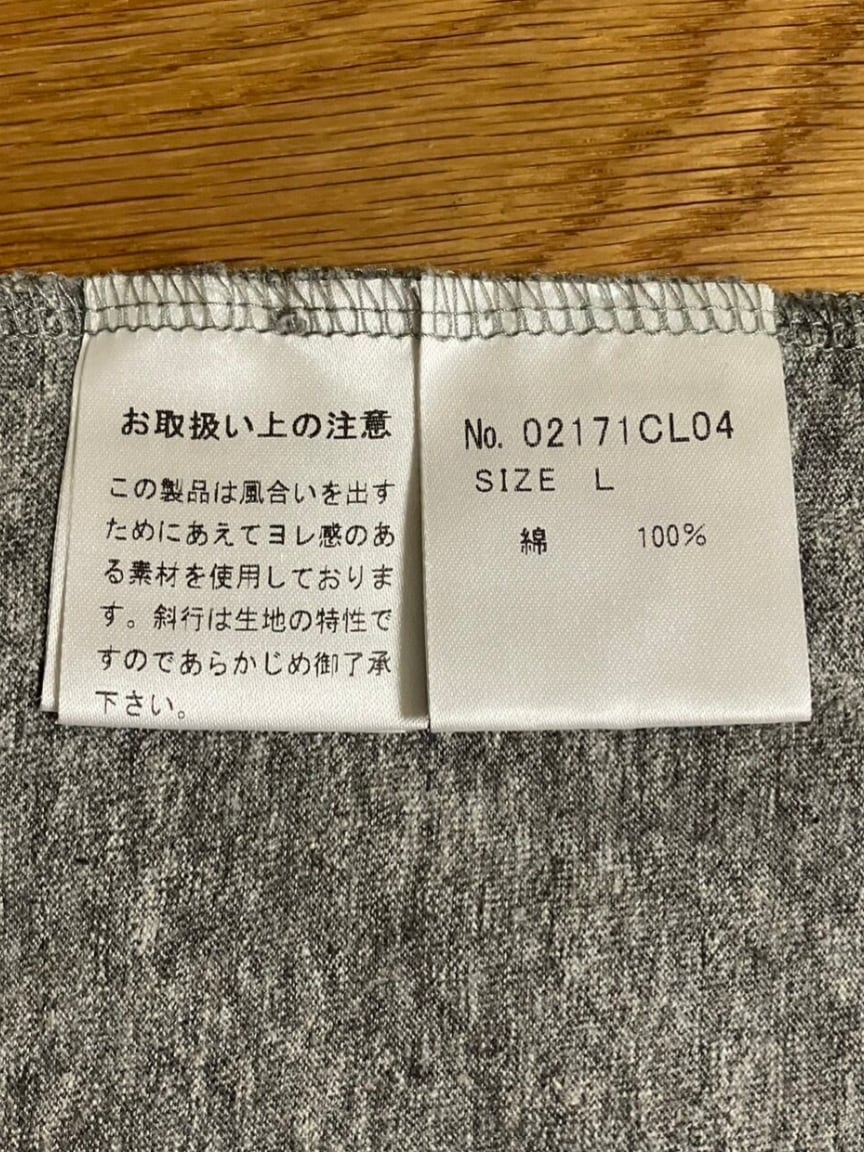 お取扱い上の注意
この製品は風合いを出す
ためにあえてヨレ感のあ
る素材を使用しておりま
す。斜行は生地の特性で
すのであらかじめ御了承
下さい。
No. 02171CL04
SIZE L
綿 100%